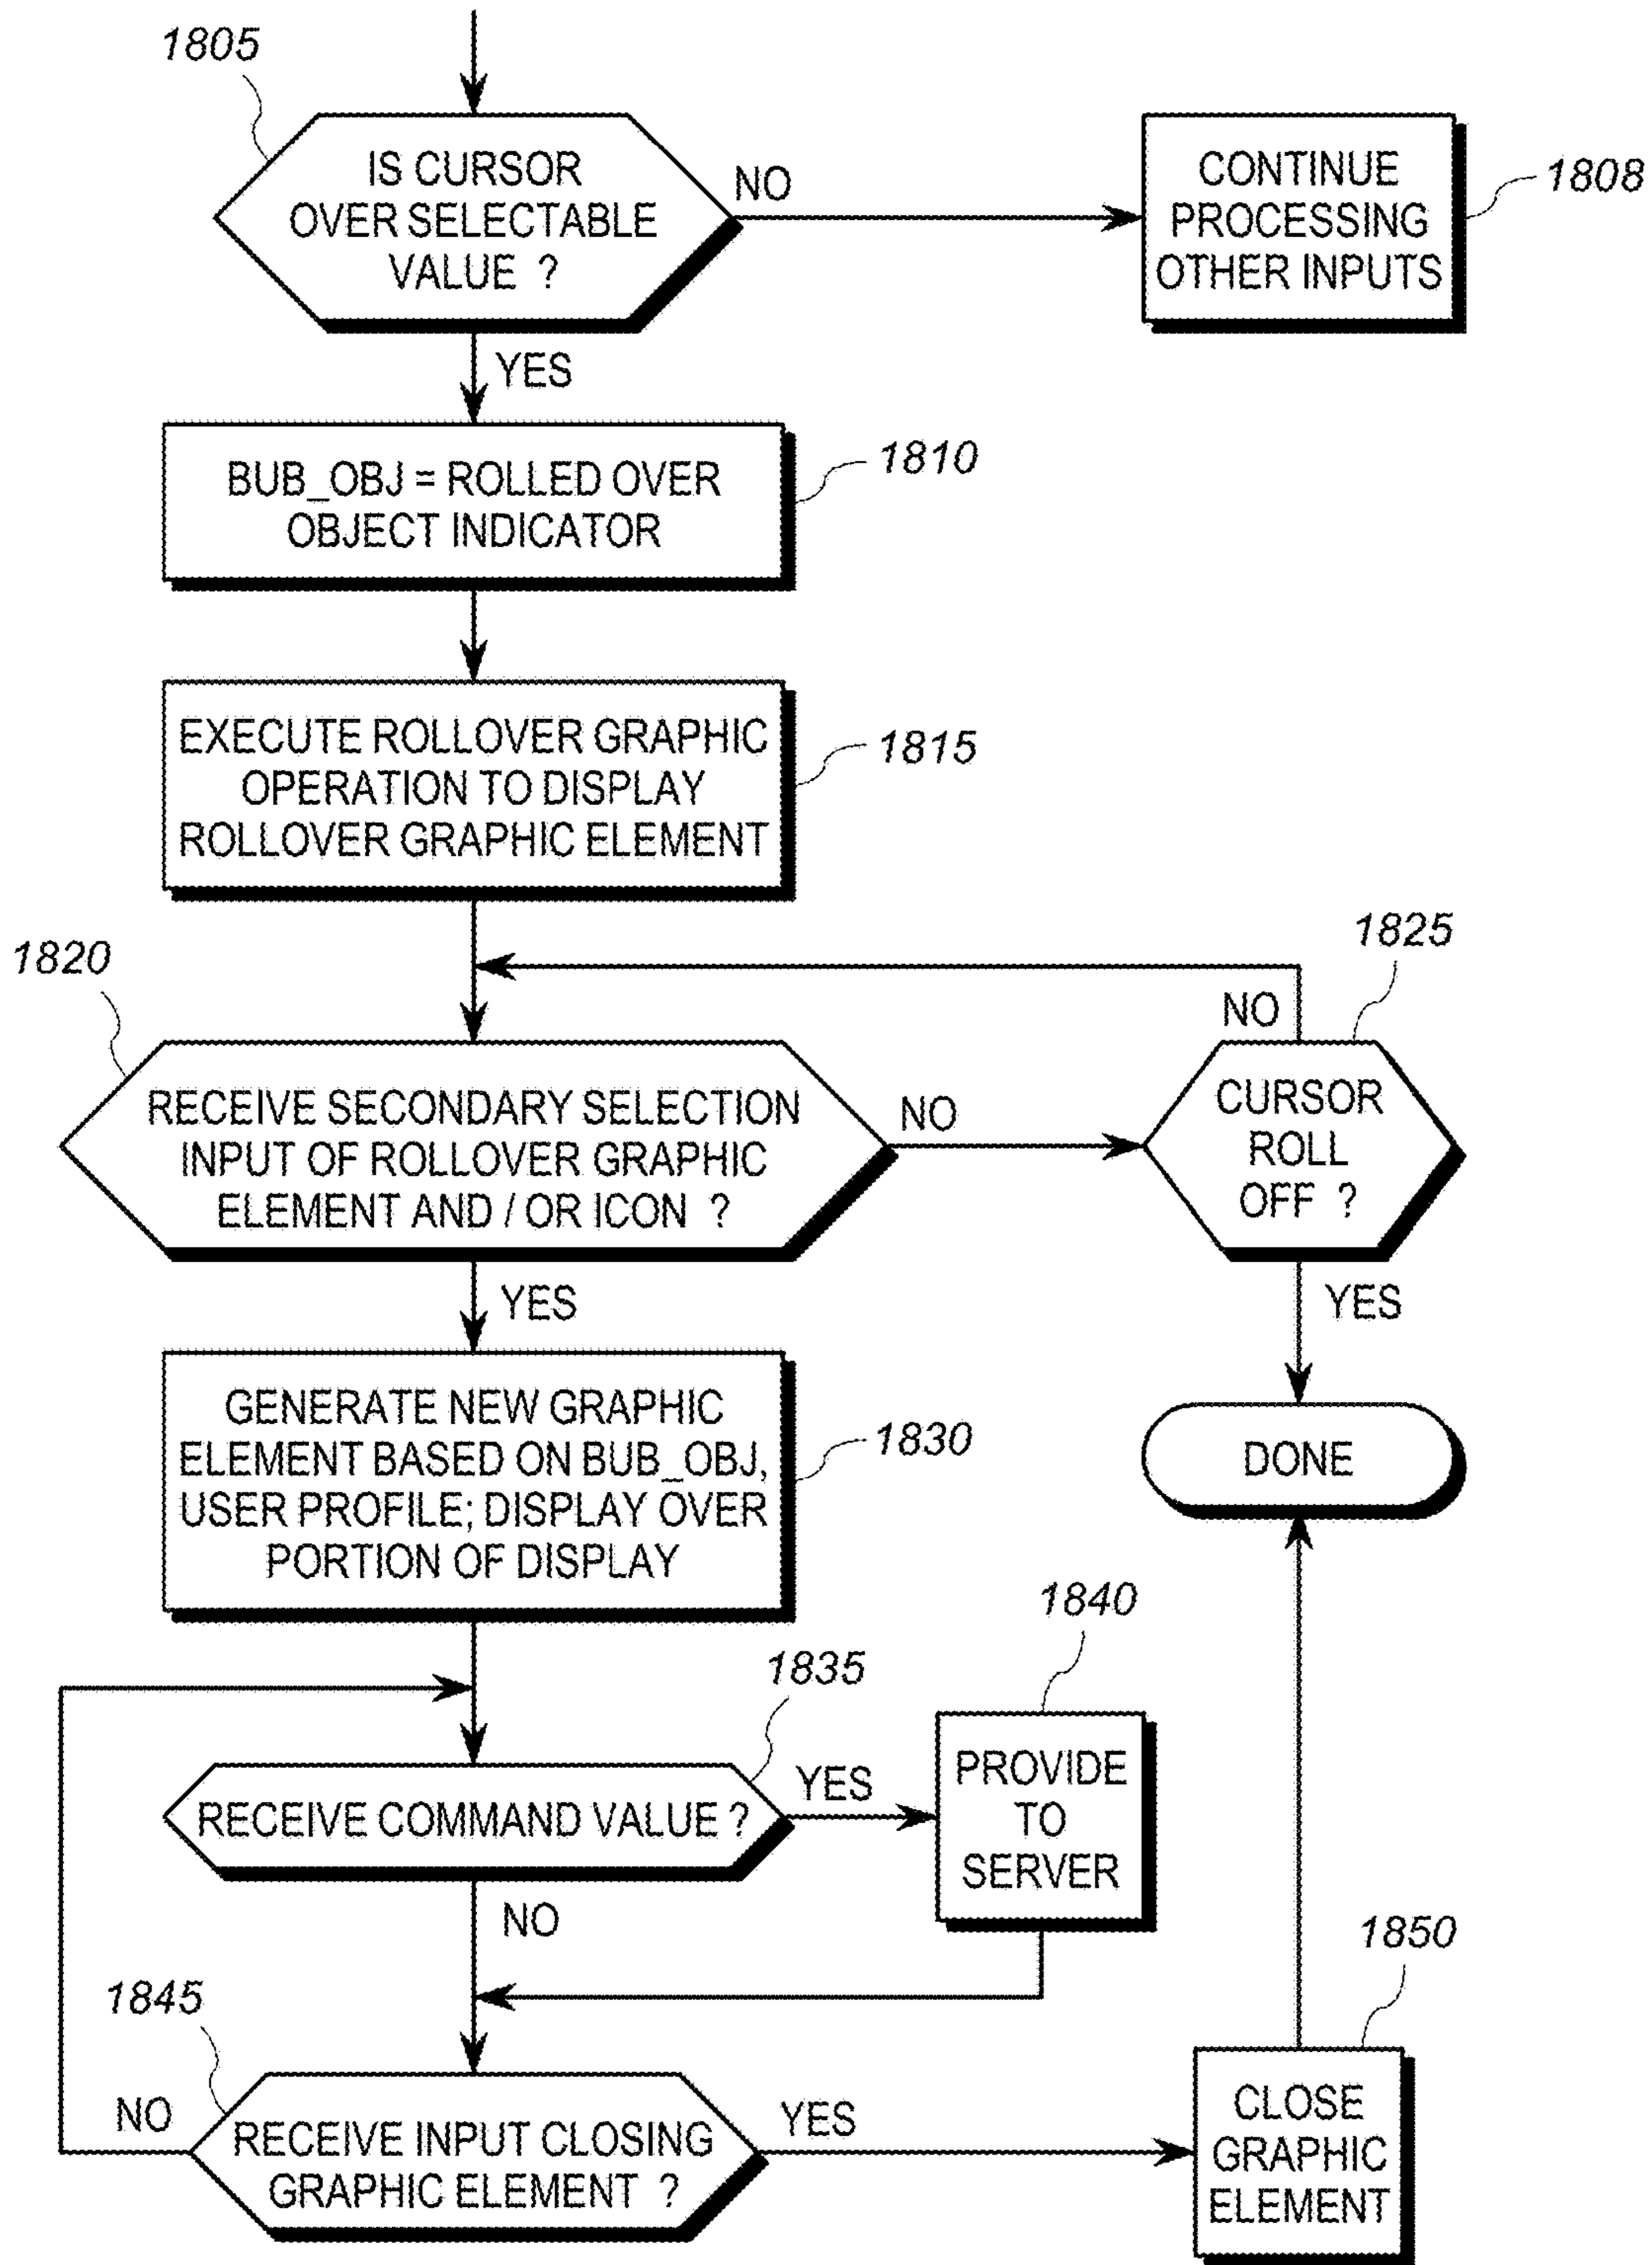 1805
IS CURSOR
OVER SELECTABLE
VALUE ?
NO
CONTINUE
PROCESSING
OTHER INPUTS
1808
YES
BUB_OBJ = ROLLED OVER
OBJECT INDICATOR
1810
EXECUTE ROLLOVER GRAPHIC
OPERATION TO DISPLAY
ROLLOVER GRAPHIC ELEMENT
1815
1820
RECEIVE SECONDARY SELECTION
INPUT OF ROLLOVER GRAPHIC
ELEMENT AND / OR ICON ?
NO
1825
NO
CURSOR
ROLL
OFF ?
YES
YES
GENERATE NEW GRAPHIC
ELEMENT BASED ON BUB_OBJ,
USER PROFILE; DISPLAY OVER
PORTION OF DISPLAY
1830
DONE
1835
RECEIVE COMMAND VALUE ?
YES
1840
PROVIDE
TO
SERVER
NO
1845
NO
RECEIVE INPUT CLOSING
GRAPHIC ELEMENT ?
YES
1850
CLOSE
GRAPHIC
ELEMENT